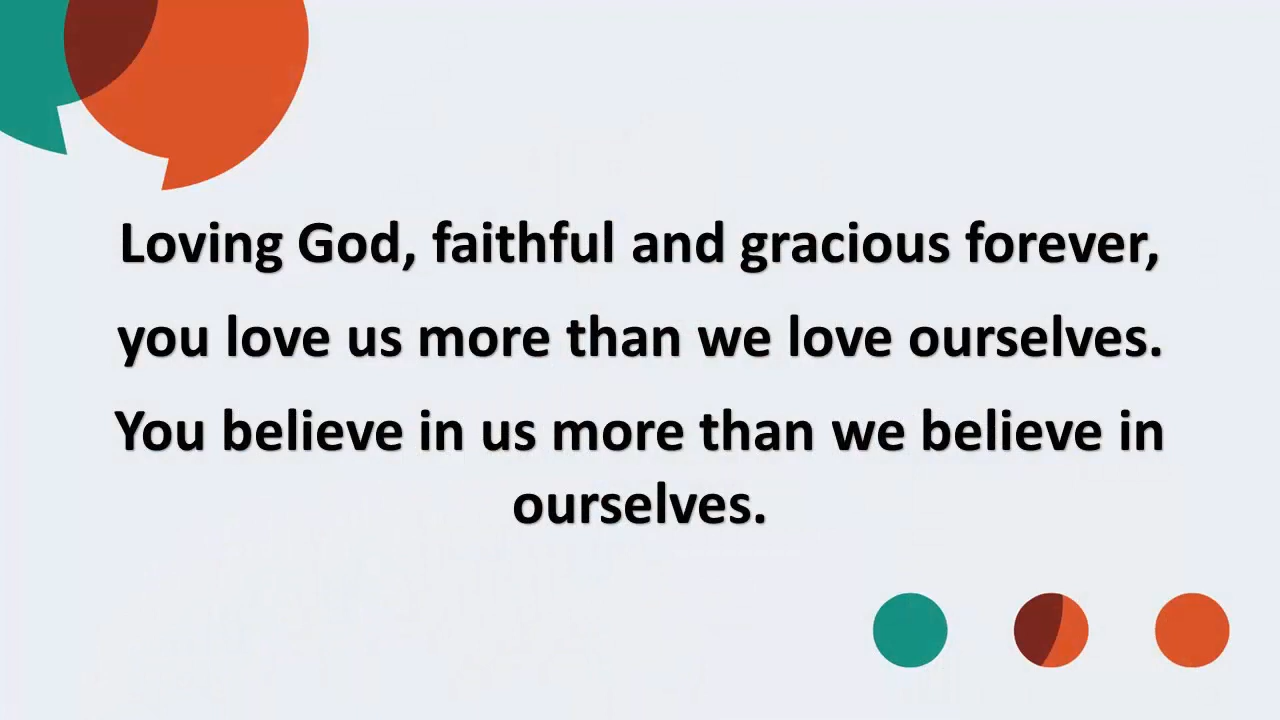 Loving God, faithful and gracious forever,
you love us more than we love ourselves.
You believe in us more than we believe in
ourselves.